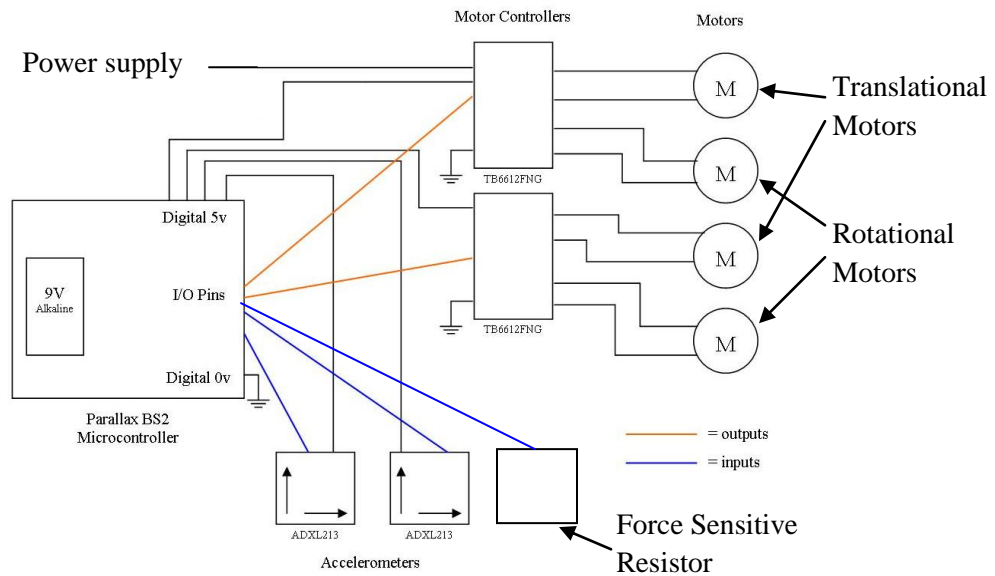 Motor Controllers
Motors
Power supply
M
Translational
Motors
M
TB6612FNG
Digital 5v
M
Rotational
Motors
9V
Alkaline
I/O Pins
TB6612FNG
M
Digital 0v
Parallax BS2
Microcontroller
= outputs
= inputs
ADXL213
ADXL213
Accelerometers
Force Sensitive
Resistor